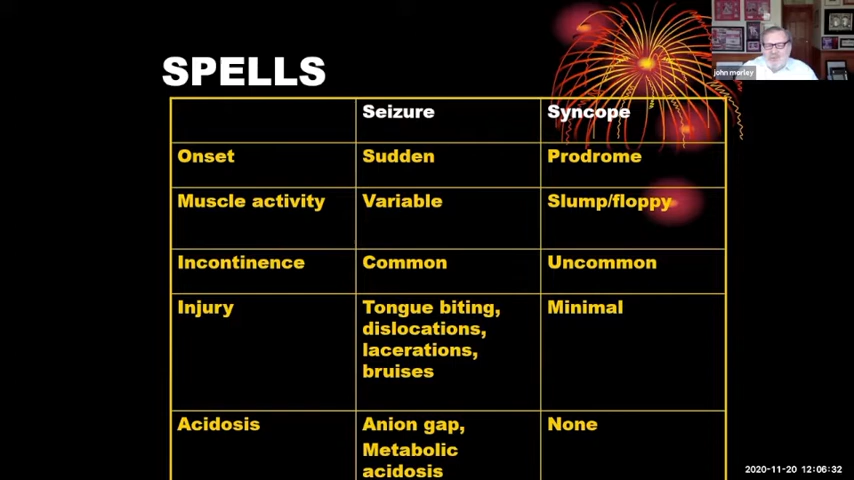 SPELLS
john morley
Seizure Syncope
Onset Sudden Prodrome
Muscle activity Variable Slump/floppy
Incontinence Common Uncommon
Injury Tongue biting, Minimal
dislocations,
lacerations,
bruises
Acidosis Anion gap, None
Metabolic
acidosis
2020-11-20 12:06:32